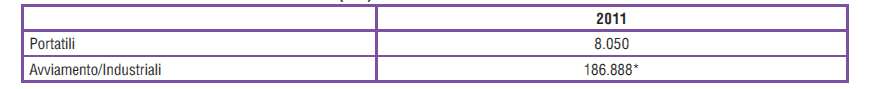 2011
Portatili 8.050
Avviamento/Industriali 186.888*